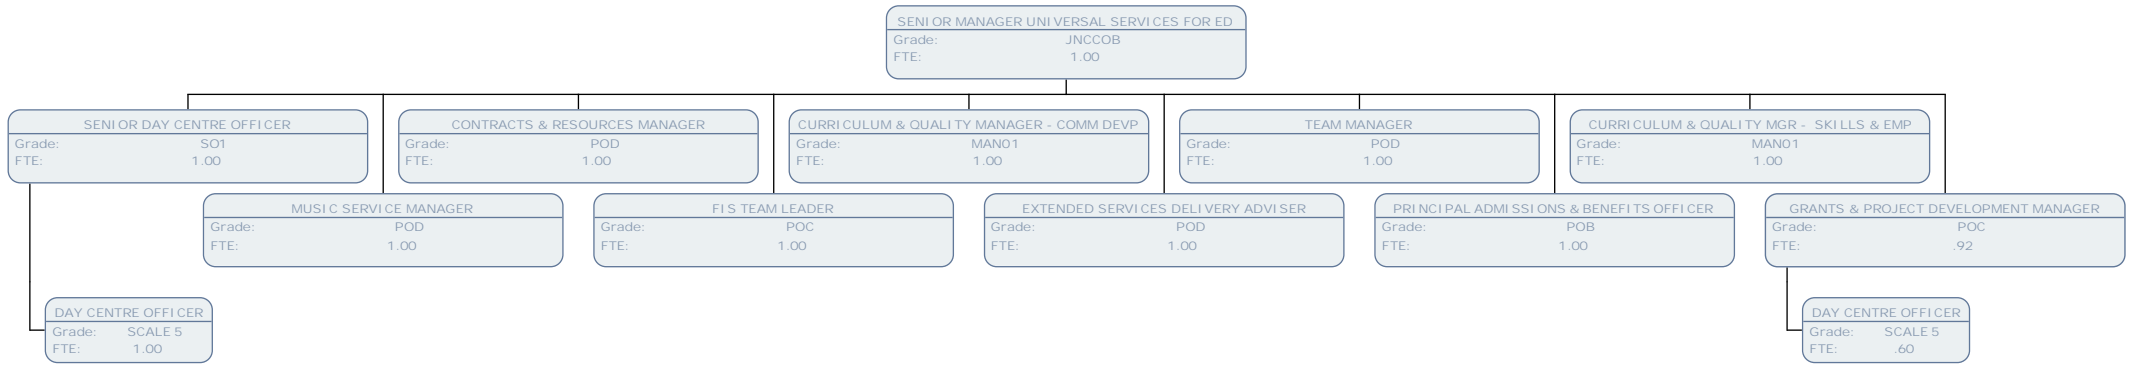 SENIOR MANAGER UNIVERSAL SERVICES FOR ED
Grade: JNCCOB
FTE: 1.00
SENIOR DAY CENTRE OFFICER
Grade: SO1
FTE: 1.00
CONTRACTS & RESOURCES MANAGER
Grade: POD
FTE: 1.00
CURRICULUM & QUALITY MANAGER - COMM DEVP
Grade: MAN01
FTE: 1.00
TEAM MANAGER
Grade: POD
FTE: 1.00
CURRICULUM & QUALITY MGR - SKILLS & EMP
Grade: MAN01
FTE: 1.00
MUSIC SERVICE MANAGER
Grade: POD
FTE: 1.00
FIS TEAM LEADER
Grade: POC
FTE: 1.00
EXTENDED SERVICES DELIVERY ADVISER
Grade: POD
FTE: 1.00
PRINCIPAL ADMISSIONS & BENEFITS OFFICER
Grade: POB
FTE: 1.00
GRANTS & PROJECT DEVELOPMENT MANAGER
Grade: POC
FTE: .92
DAY CENTRE OFFICER
Grade: SCALE 5
FTE: 1.00
DAY CENTRE OFFICER
Grade: SCALE 5
FTE: .60